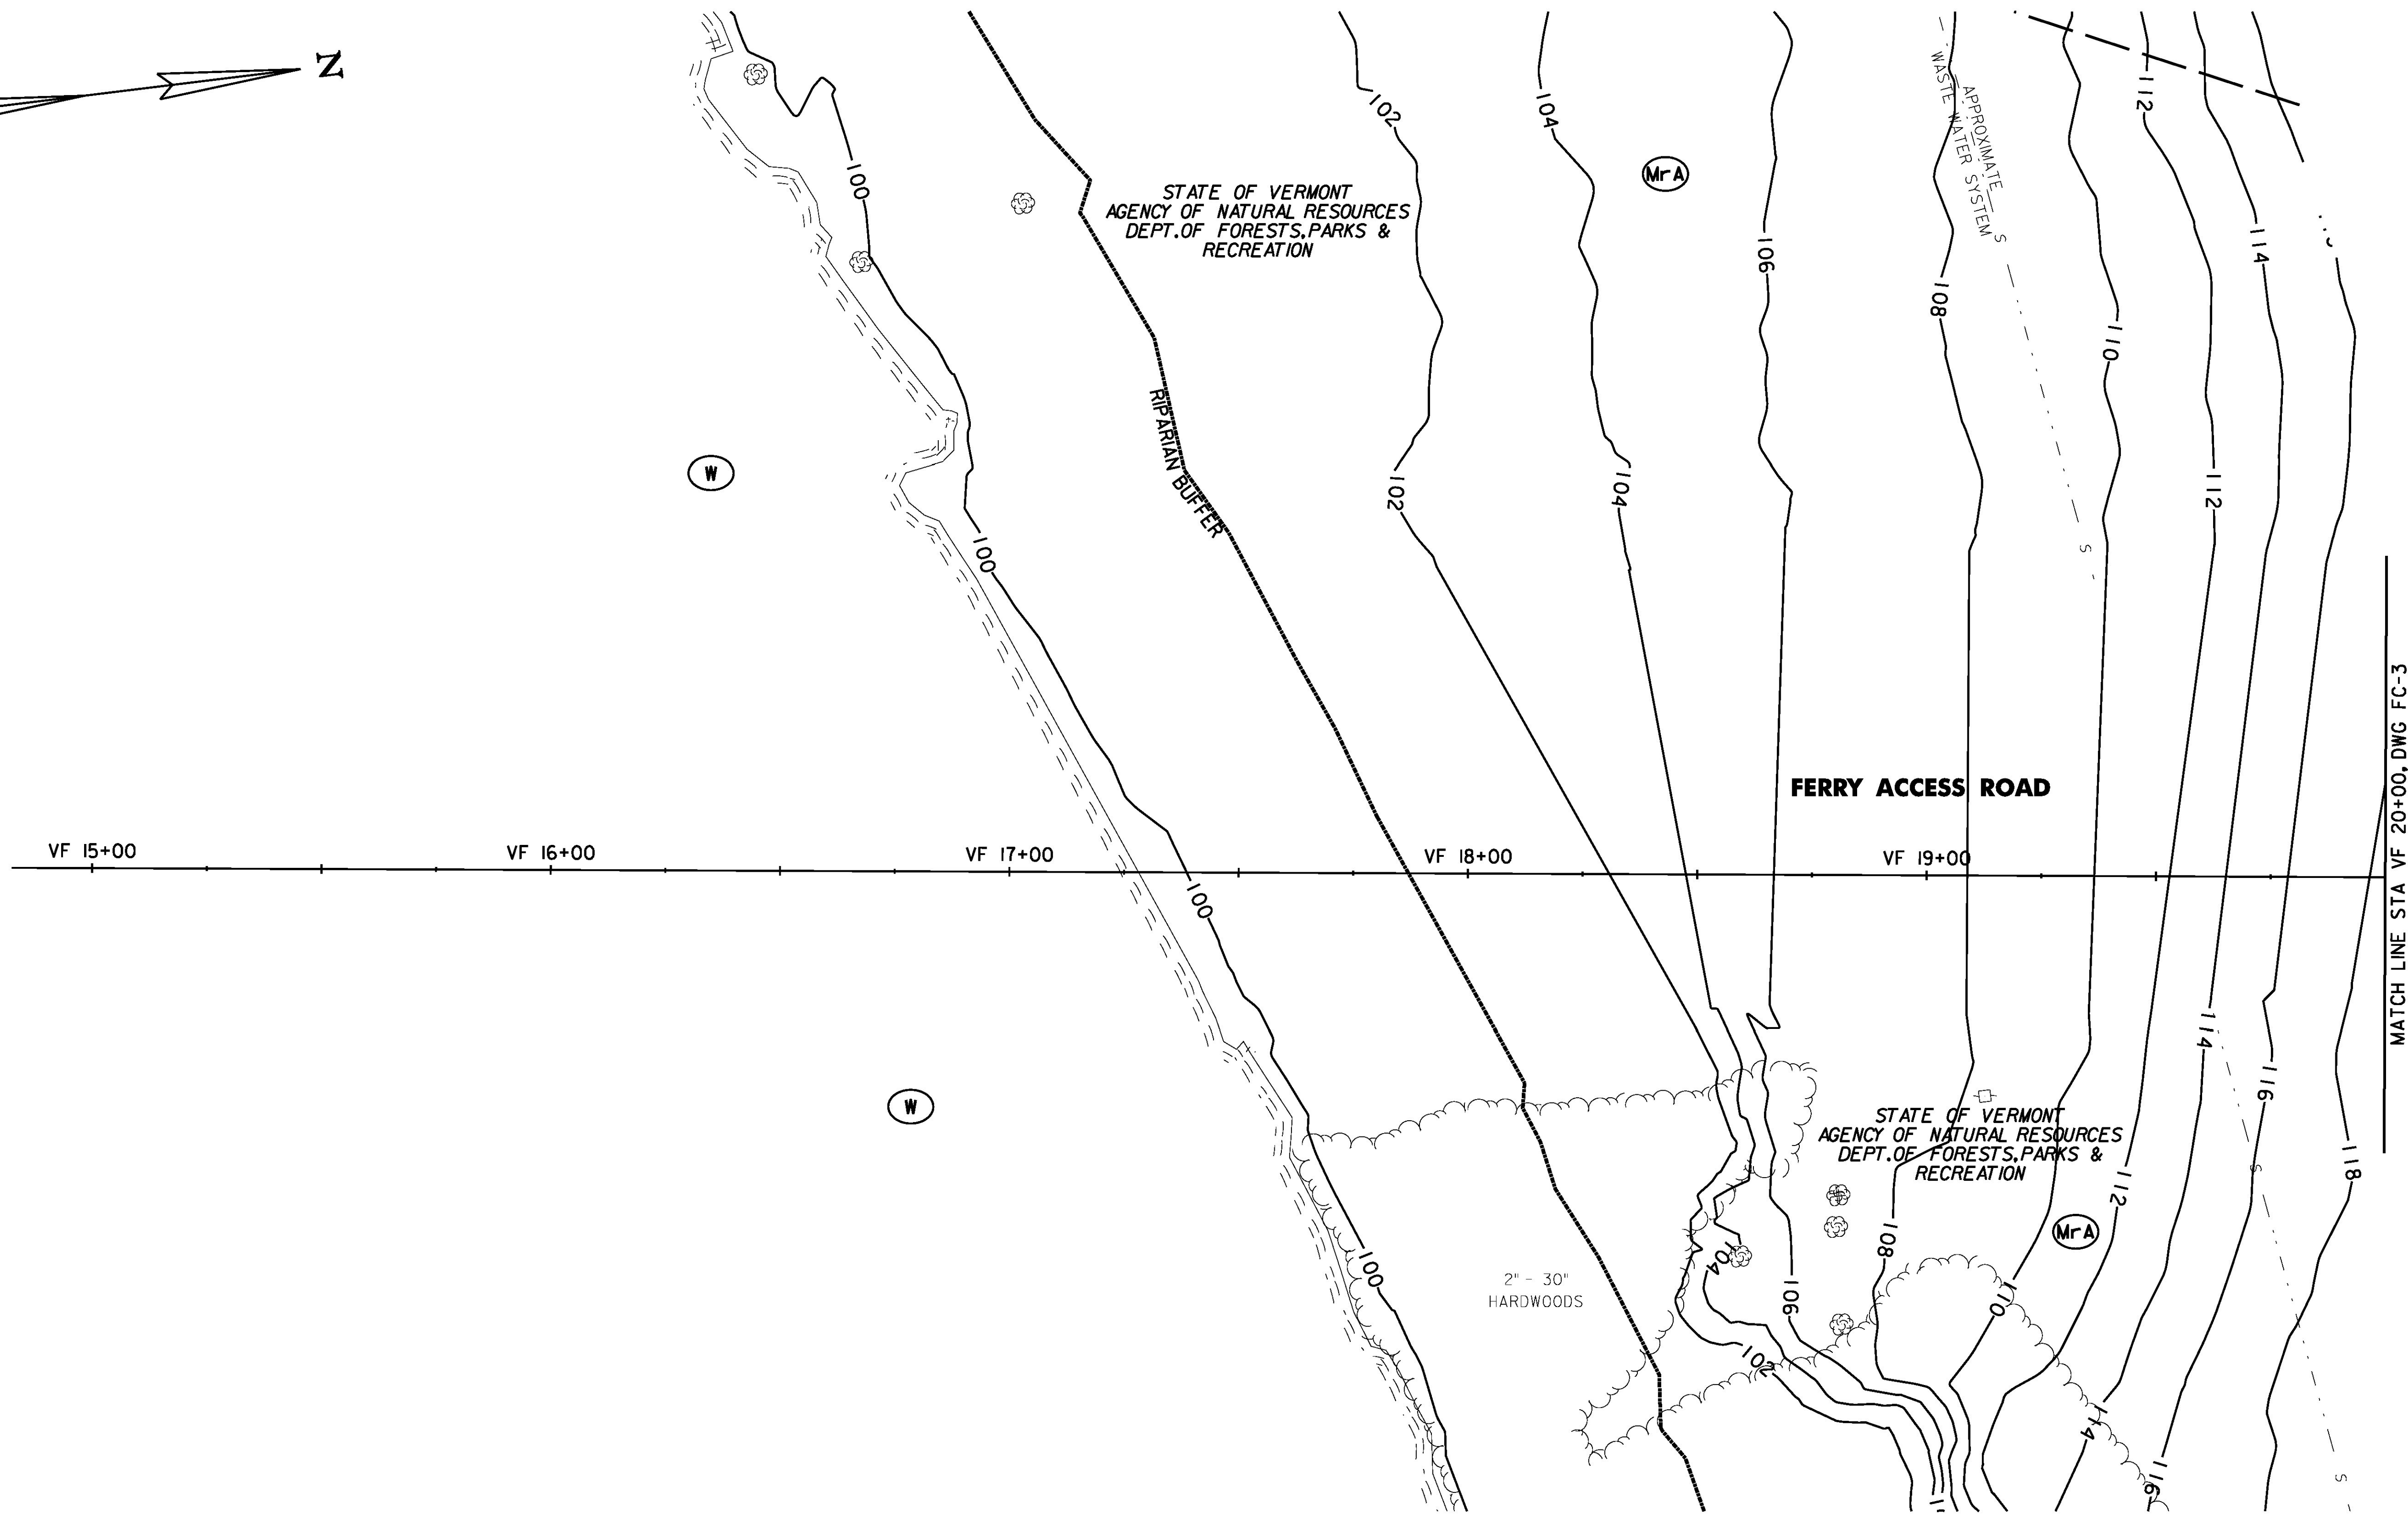 N
102
104
112
WASTE WATER SYSTEM
APPROXIMATE
100
MrA
STATE OF VERMONT
AGENCY OF NATURAL RESOURCES
DEPT.OF FORESTS,PARKS &
RECREATION
S
106
114
108
110
RIPARIAN BUFFER
W
102
104
112
100
S
MATCH LINE STA VF 20+00, DWG FC-3
FERRY ACCESS ROAD
VF 15+00
VF 16+00
VF 17+00
VF 18+00
VF 19+00
100
114
116
W
STATE OF VERMONT
AGENCY OF NATURAL RESOURCES
DEPT.OF FORESTS,PARKS &
RECREATION
118
S
112
MrA
108
104
100
2" - 30"
HARDWOODS
106
110
102
114
116
S